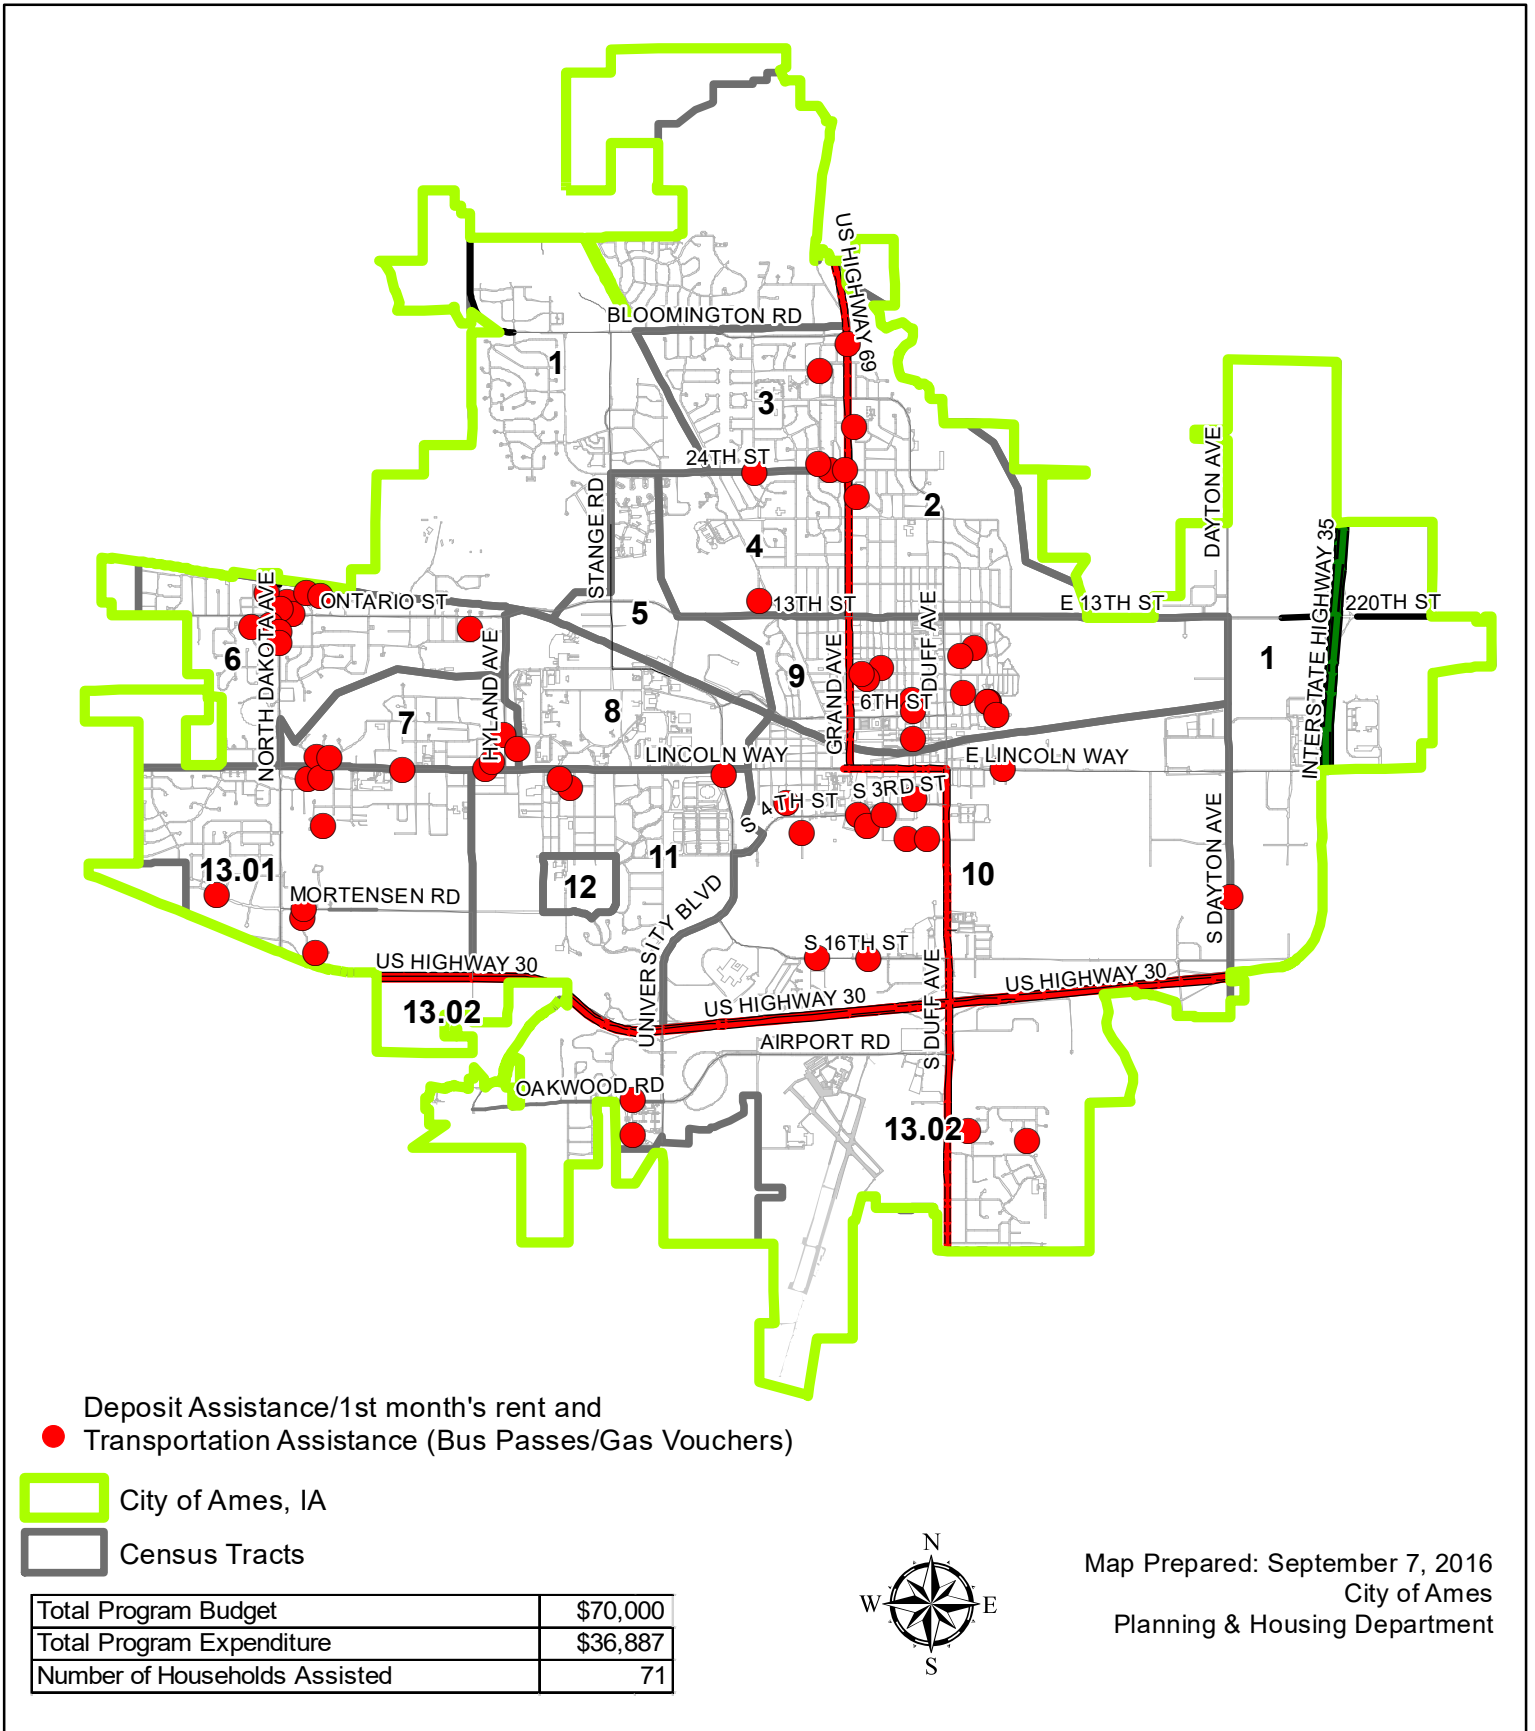 US HIGHWAY 69
BLOOMINGTON RD
1
3
24TH ST
DAYTON AVE
STANGE RD
2
4
INTERSTATE HIGHWAY 35
NORTH DAKOTA AVE
ONTARIO ST
13TH ST
DUFF AVE
E 13TH ST
220TH ST
5
6
HYLAND AVE
GRAND AVE
9
1
6TH ST
7
8
LINCOLN WAY
E LINCOLN WAY
S 4TH ST
S 3RD ST
S DAYTON AVE
13.01
11
12
10
MORTENSEN RD
UNIVERSITY BLVD
S 16TH ST
US HIGHWAY 30
US HIGHWAY 30
US HIGHWAY 30
13.02
S DUFF AVE
AIRPORT RD
OAKWOOD RD
13.02
Deposit Assistance/1st month's rent and
Transportation Assistance (Bus Passes/Gas Vouchers)
City of Ames, IA
Census Tracts
Total Program Budget $70,000
Total Program Expenditure $36,887
Number of Households Assisted 71
N
W E
S
Map Prepared: September 7, 2016
City of Ames
Planning & Housing Department